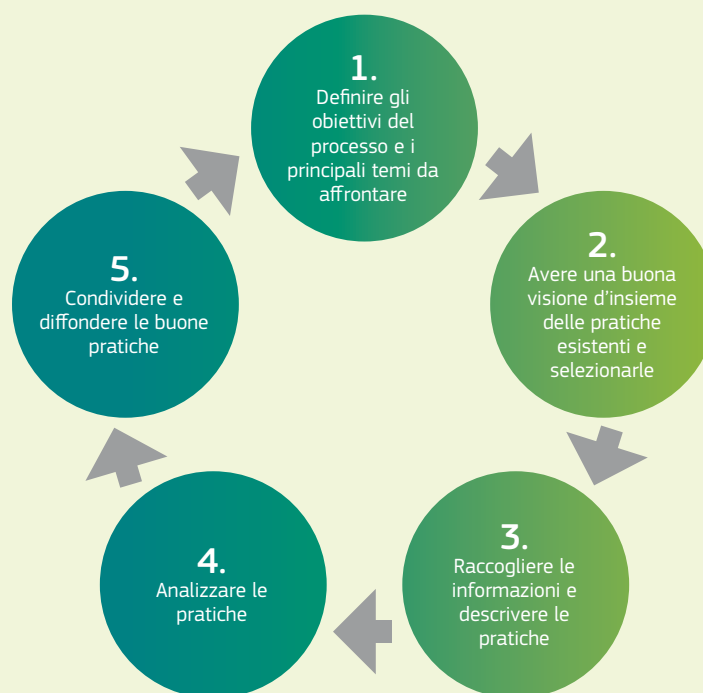 1.
Definire gli
obiettivi del
processo e i
principali temi da
affrontare
2.
Avere una buona
visione d’insieme
delle pratiche
esistenti e
selezionarle
3.
Raccogliere le
informazioni e
descrivere le
pratiche
4.
Analizzare le
pratiche
5.
Condividere e
diffondere le buone
pratiche